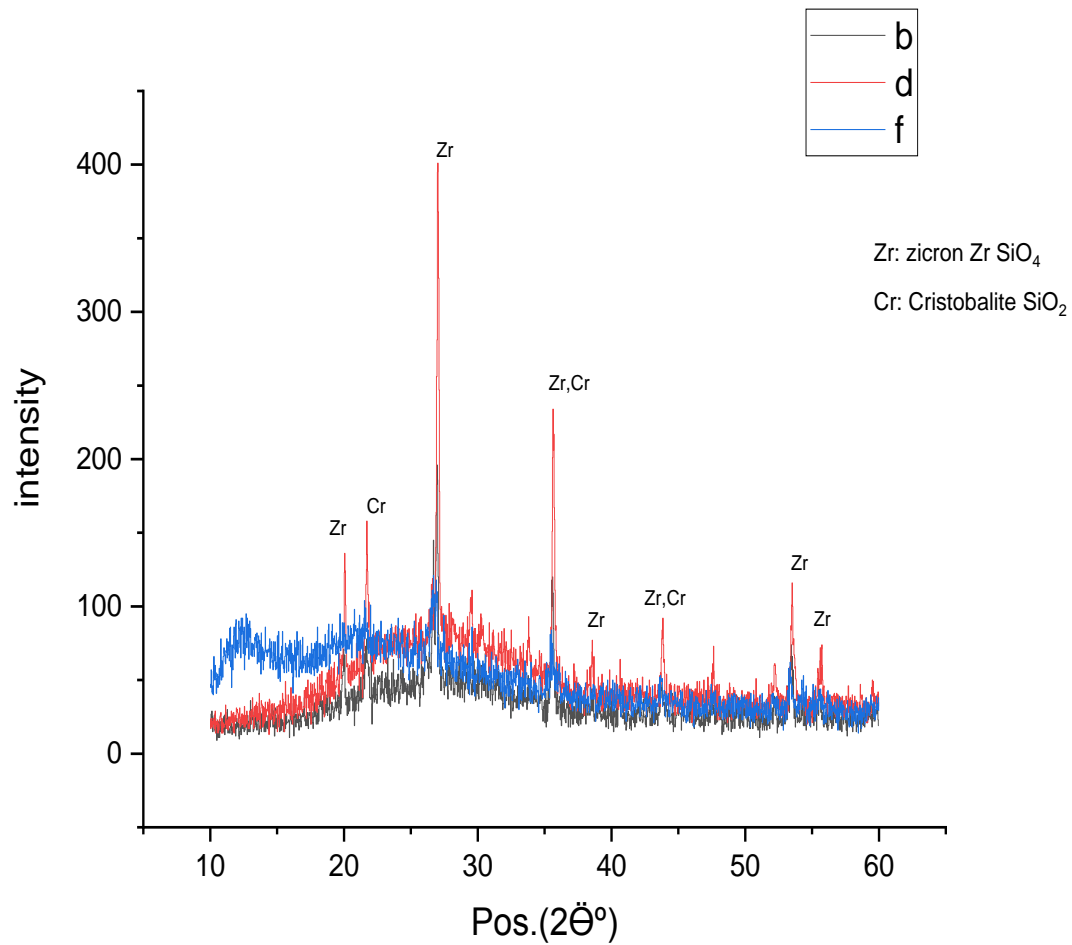 b
d
f
400
300
200
100
0
intensity
Zr
Zr,Cr
Cr
Zr
Zr
Zr,Cr
Zr
Zr
Zr: zicron Zr SiO₄
Cr: Cristobalite SiO₂
10
20
30
40
50
60
Pos.(2Ӫº)